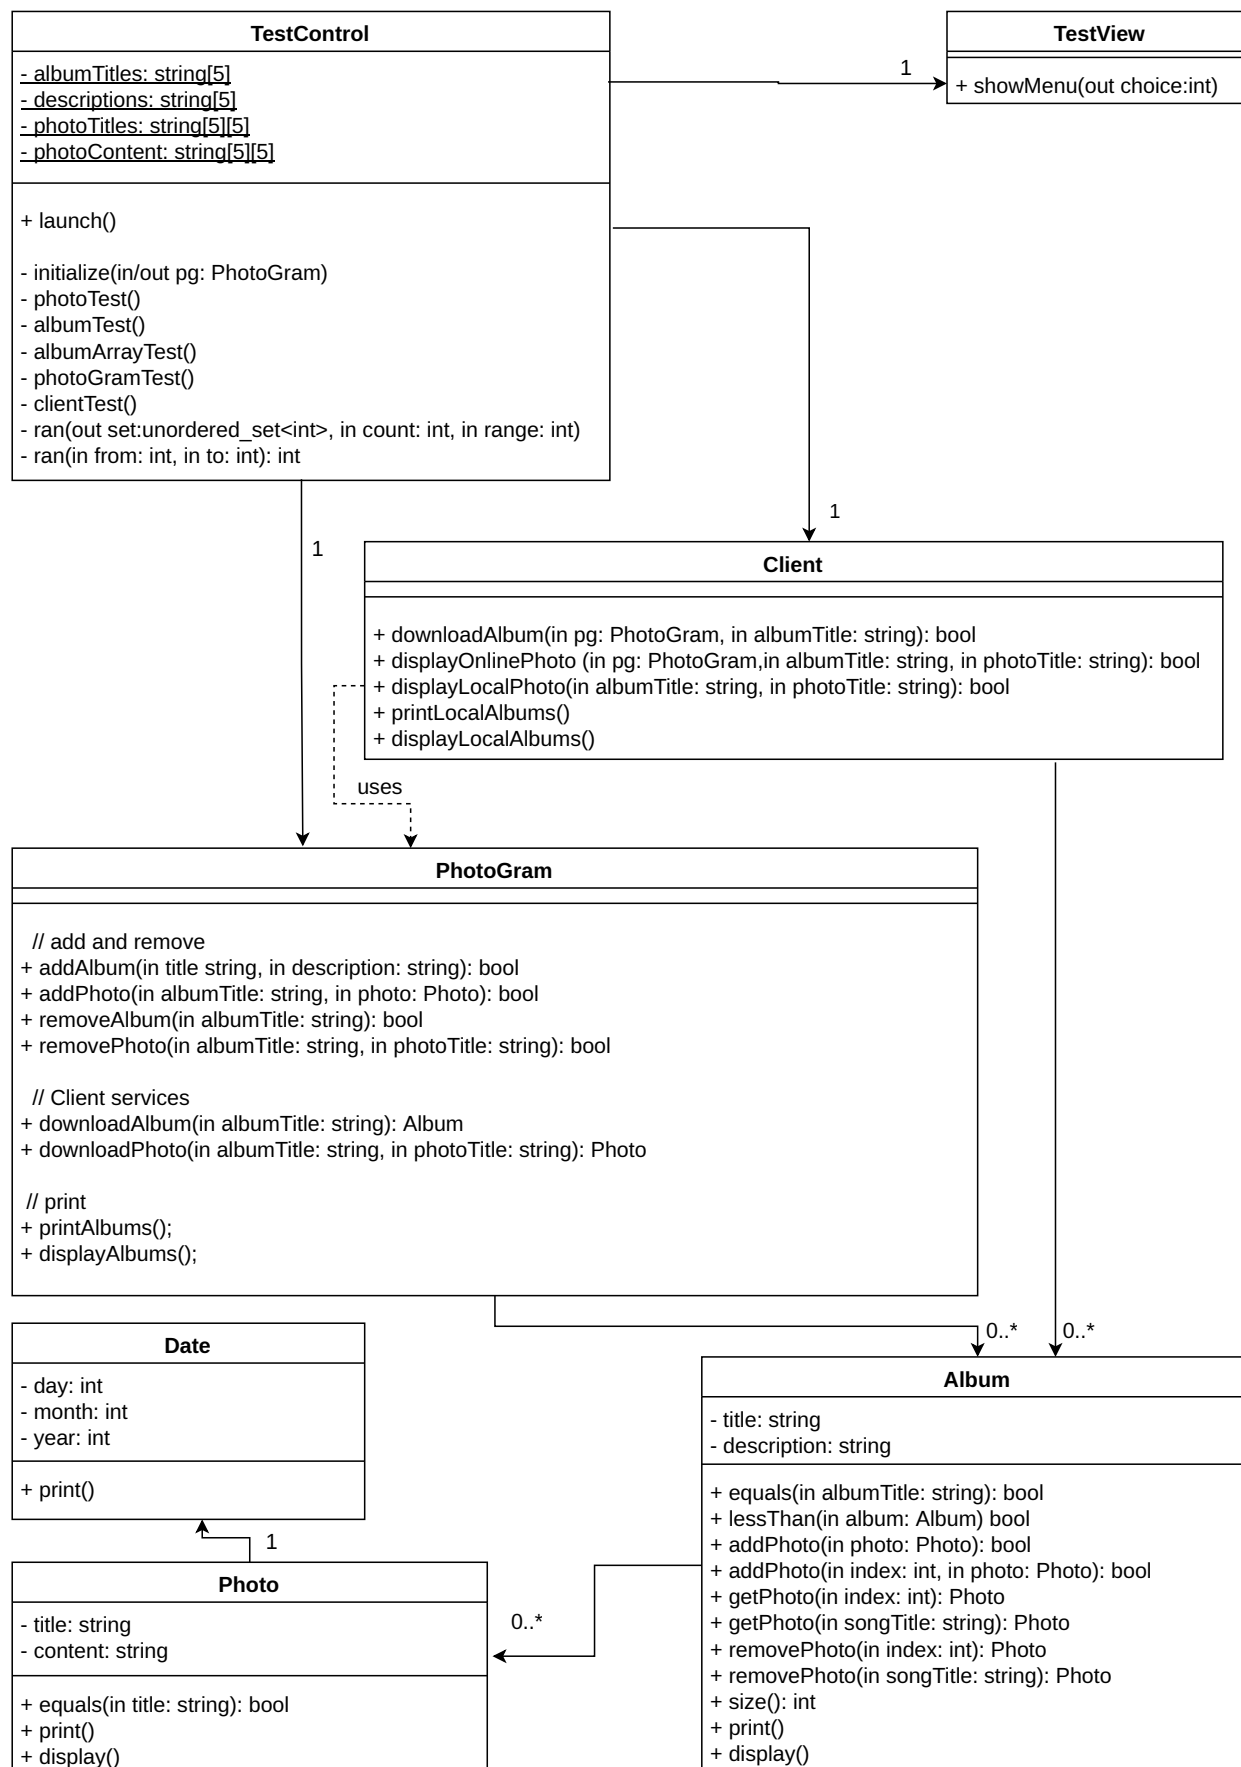 TestControl
- albumTitles: string[5]
- descriptions: string[5]
- photoTitles: string[5][5]
- photoContent: string[5][5]
+ launch()
- initialize(in/out pg: PhotoGram)
- photoTest()
- albumTest()
- albumArrayTest()
- photoGramTest()
- clientTest()
- ran(out set:unordered_set<int>, in count: int, in range: int)
- ran(in from: int, in to: int): int
1
TestView
+ showMenu(out choice:int)
1
1
Client
+ downloadAlbum(in pg: PhotoGram, in albumTitle: string): bool
+ displayOnlinePhoto (in pg: PhotoGram,in albumTitle: string, in photoTitle: string): bool
+ displayLocalPhoto(in albumTitle: string, in photoTitle: string): bool
+ printLocalAlbums()
+ displayLocalAlbums()
uses
PhotoGram
// add and remove
+ addAlbum(in title string, in description: string): bool
+ addPhoto(in albumTitle: string, in photo: Photo): bool
+ removeAlbum(in albumTitle: string): bool
+ removePhoto(in albumTitle: string, in photoTitle: string): bool
// Client services
+ downloadAlbum(in albumTitle: string): Album
+ downloadPhoto(in albumTitle: string, in photoTitle: string): Photo
// print
+ printAlbums();
+ displayAlbums();
0..*
0..*
Date
- day: int
- month: int
- year: int
+ print()
1
Photo
- title: string
- content: string
+ equals(in title: string): bool
+ print()
+ display()
0..*
Album
- title: string
- description: string
+ equals(in albumTitle: string): bool
+ lessThan(in album: Album) bool
+ addPhoto(in photo: Photo): bool
+ addPhoto(in index: int, in photo: Photo): bool
+ getPhoto(in index: int): Photo
+ getPhoto(in songTitle: string): Photo
+ removePhoto(in index: int): Photo
+ removePhoto(in songTitle: string): Photo
+ size(): int
+ print()
+ display()